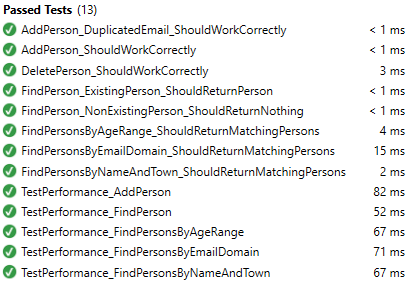 Passed Tests (13)
AddPerson_DuplicatedEmail_ShouldWorkCorrectly < 1 ms
AddPerson_ShouldWorkCorrectly < 1 ms
DeletePerson_ShouldWorkCorrectly 3 ms
FindPerson_ExistingPerson_ShouldReturnPerson < 1 ms
FindPerson_NonExistingPerson_ShouldReturnNothing < 1 ms
FindPersonsByAgeRange_ShouldReturnMatchingPersons 4 ms
FindPersonsByEmailDomain_ShouldReturnMatchingPersons 15 ms
FindPersonsByNameAndTown_ShouldReturnMatchingPersons 2 ms
TestPerformance_AddPerson 82 ms
TestPerformance_FindPerson 52 ms
TestPerformance_FindPersonsByAgeRange 67 ms
TestPerformance_FindPersonsByEmailDomain 71 ms
TestPerformance_FindPersonsByNameAndTown 67 ms